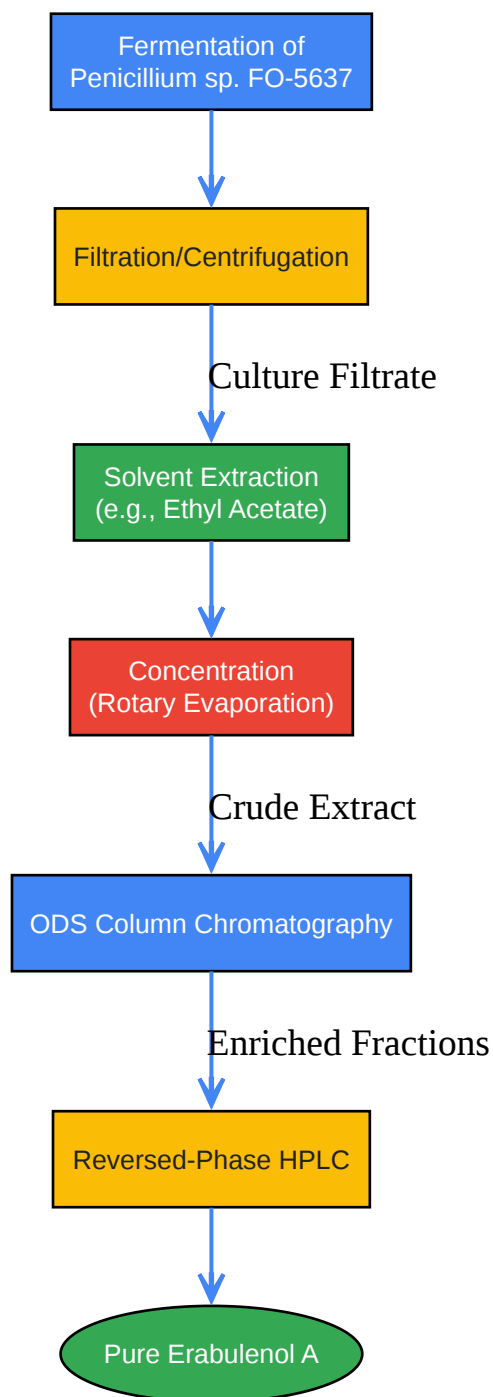 Fermentation of
Penicillium sp. FO-5637
Filtration/Centrifugation
Culture Filtrate
Solvent Extraction
(e.g., Ethyl Acetate)
Concentration
(Rotary Evaporation)
Crude Extract
ODS Column Chromatography
Enriched Fractions
Reversed-Phase HPLC
Pure Erabulenol A